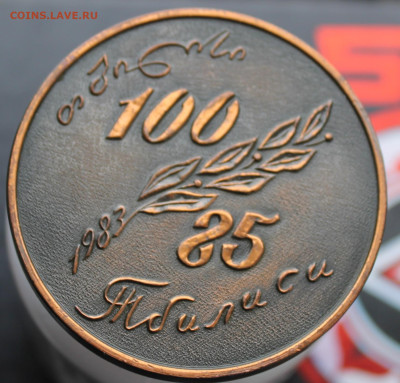 COINS.LAVE.RU
თბილისი
100
1983
85
Тбилиси